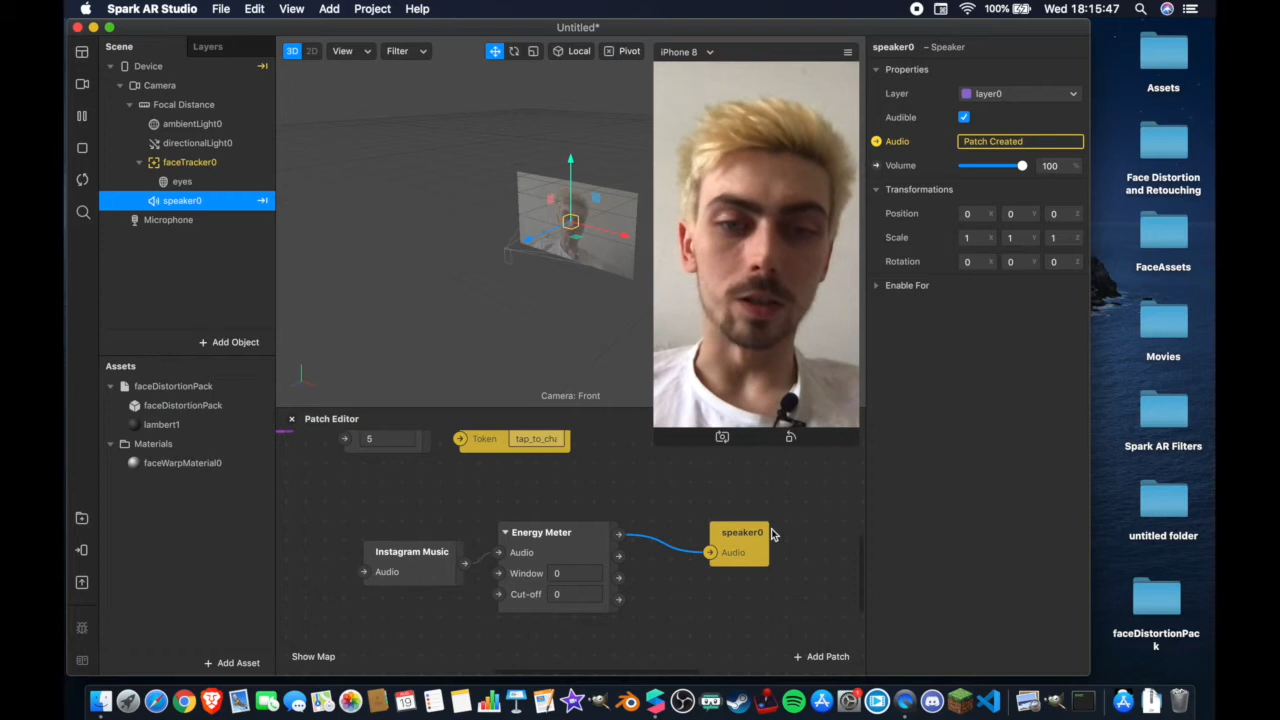 Spark AR Studio File Edit View Add Project Help
100% Wed 18:15:47
Untitled*
Scene Layers
Device
Camera
Focal Distance
ambientLight0
directionalLight0
faceTracker0
eyes
speaker0
Microphone
+ Add Object
Assets
faceDistortionPack
faceDistortionPack
lambert1
Materials
faceWarpMaterial0
+ Add Asset
3D 2D View Filter Local Pivot
Camera: Front
iPhone 8
Patch Editor
5
Token tap_to_cha
Instagram Music
Audio
Energy Meter
Audio
Window 0
Cut-off 0
speaker0
Audio
Show Map
+ Add Patch
speaker0 – Speaker
Properties
Layer layer0
Audible
Audio Patch Created
Volume 100 %
Transformations
Position 0 X 0 Y 0 Z
Scale 1 X 1 Y 1 Z
Rotation 0 X 0 Y 0 Z
Enable For
Assets
Face Distortion
and Retouching
FaceAssets
Movies
Spark AR Filters
untitled folder
faceDistortionPac
k